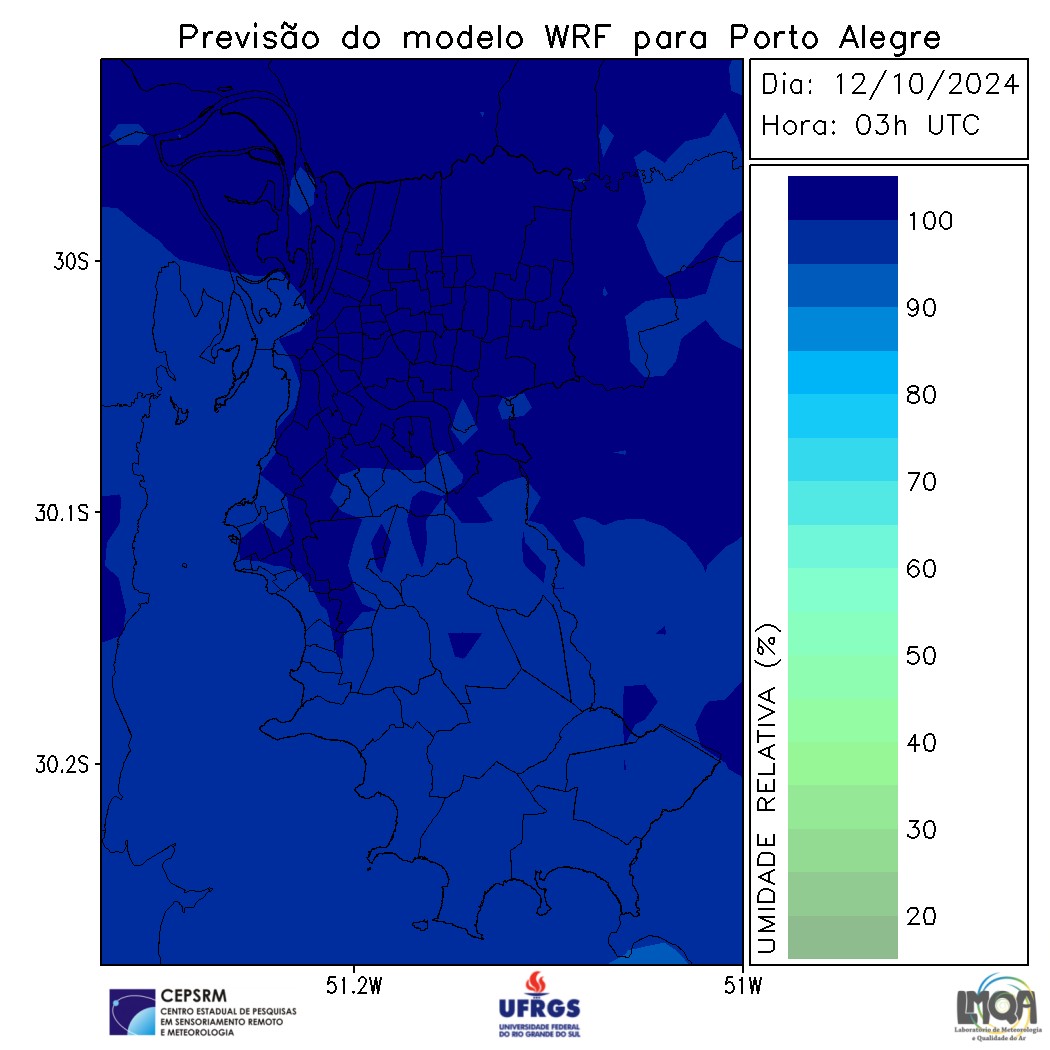 Previsão do modelo WRF para Porto Alegre
Dia: 12/10/2024
Hora: 03h UTC
30S
30.1S
30.2S
51.2W
51W
100
90
80
70
60
50
40
30
20
UMIDADE RELATIVA (%)
CEPSRM
CENTRO ESTADUAL DE PESQUISAS
EM SENSORIAMENTO REMOTO
E METEOROLOGIA
UFRGS
UNIVERSIDADE FEDERAL
DO RIO GRANDE DO SUL
LMQA
Laboratório de Meteorologia
e Qualidade do Ar